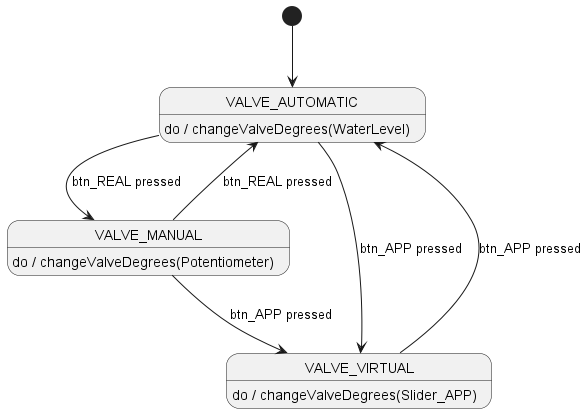 VALVE_AUTOMATIC
do / changeValveDegrees(WaterLevel)
btn_REAL pressed
btn_REAL pressed
VALVE_MANUAL
do / changeValveDegrees(Potentiometer)
btn_APP pressed
btn_APP pressed
btn_APP pressed
VALVE_VIRTUAL
do / changeValveDegrees(Slider_APP)